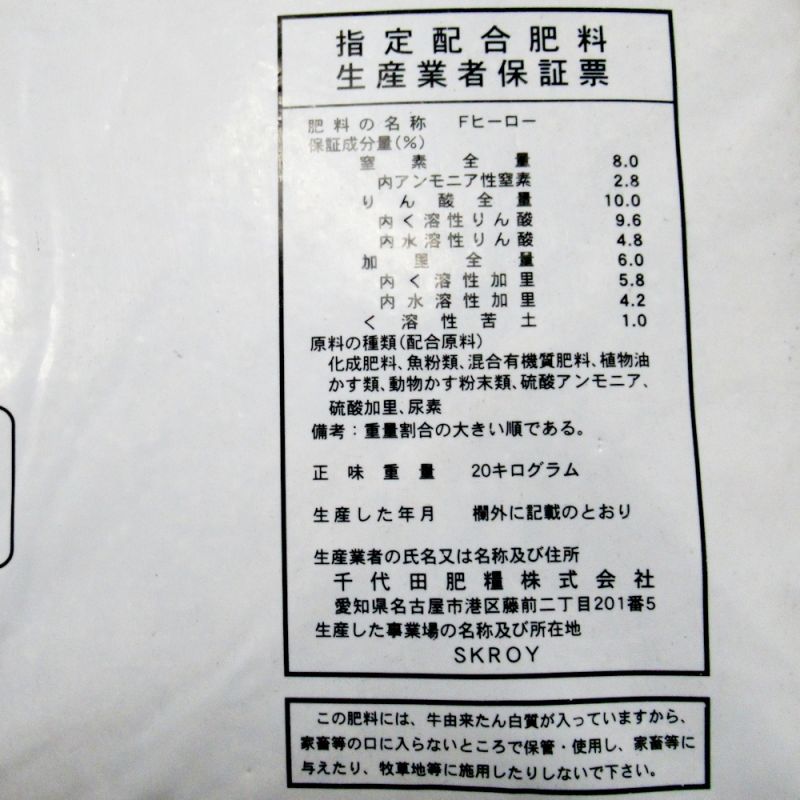 指定配合肥料
生産業者保証票
肥料の名称 Fヒーロー
保証成分量(%)
窒素全量 8.0
内アンモニア性窒素 2.8
りん酸全量 10.0
内く溶性りん酸 9.6
内水溶性りん酸 4.8
加里全量 6.0
内く溶性加里 5.8
内水溶性加里 4.2
く溶性苦土 1.0
原料の種類(配合原料)
化成肥料、魚粉類、混合有機質肥料、植物油
かす類、動物かす粉末類、硫酸アンモニア、
硫酸加里、尿素
備考:重量割合の大きい順である。
正味重量 20キログラム
生産した年月 欄外に記載のとおり
生産業者の氏名又は名称及び住所
千代田肥糧株式会社
愛知県名古屋市港区藤前二丁目201番5
生産した事業場の名称及び所在地
SKROY
この肥料には、牛由来たん白質が入っていますから、
家畜等の口に入らないところで保管・使用し、家畜等に
与えたり、牧草地等に施用したりしないで下さい。